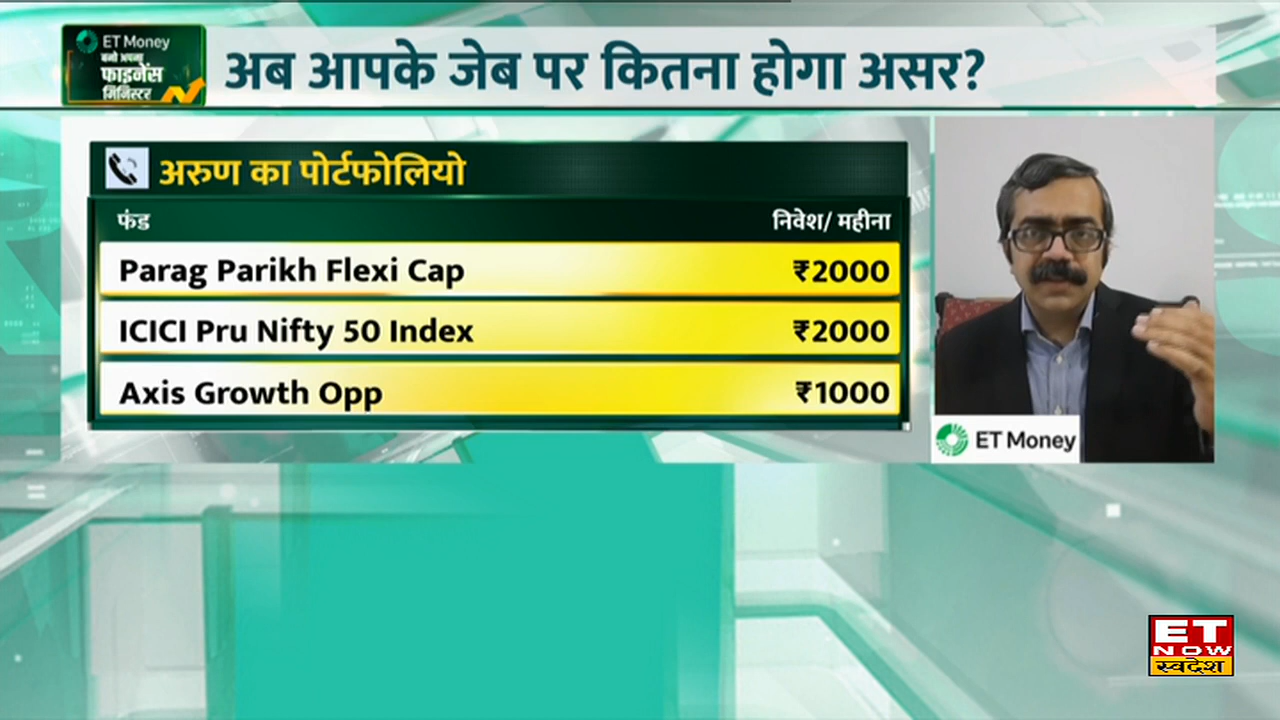 ET Money
बनो अपना
फाइनेंस
मिनिस्टर
अब आपके जेब पर कितना होगा असर?
अरुण का पोर्टफोलियो
फंड निवेश/ महीना
Parag Parikh Flexi Cap ₹2000
ICICI Pru Nifty 50 Index ₹2000
Axis Growth Opp ₹1000
ET Money
ET
NOW
स्वदेश